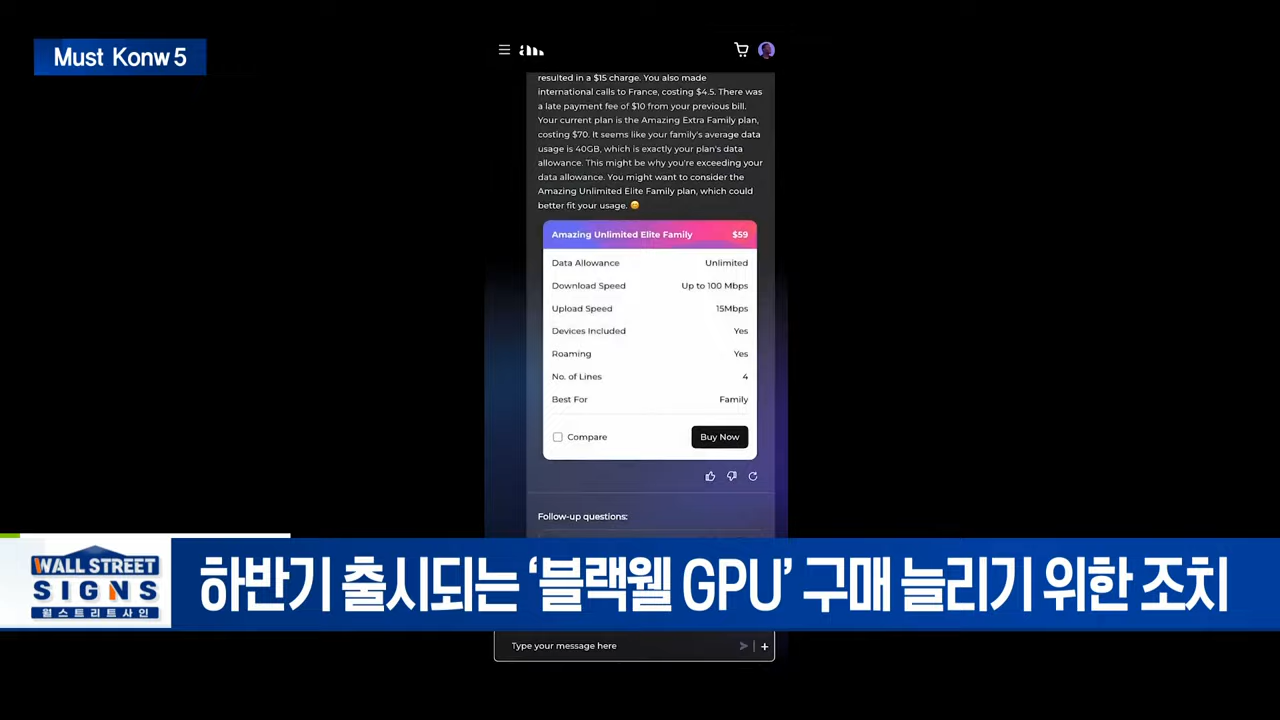 Must Konw 5
am
resulted in a $15 charge. You also made
international calls to France, costing $4.5. There was
a late payment fee of $10 from your previous bill.
Your current plan is the Amazing Extra Family plan,
costing $70. It seems like your family's average data
usage is 40GB, which is exactly your plan's data
allowance. This might be why you're exceeding your
data allowance. You might want to consider the
Amazing Unlimited Elite Family plan, which could
better fit your usage. 😊
Amazing Unlimited Elite Family $59
Data Allowance Unlimited
Download Speed Up to 100 Mbps
Upload Speed 15Mbps
Devices Included Yes
Roaming Yes
No. of Lines 4
Best For Family
Compare Buy Now
Follow-up questions:
WALL STREET
SIGNS
월스트리트사인
하반기 출시되는 ‘블랙웰 GPU’ 구매 늘리기 위한 조치
Type your message here